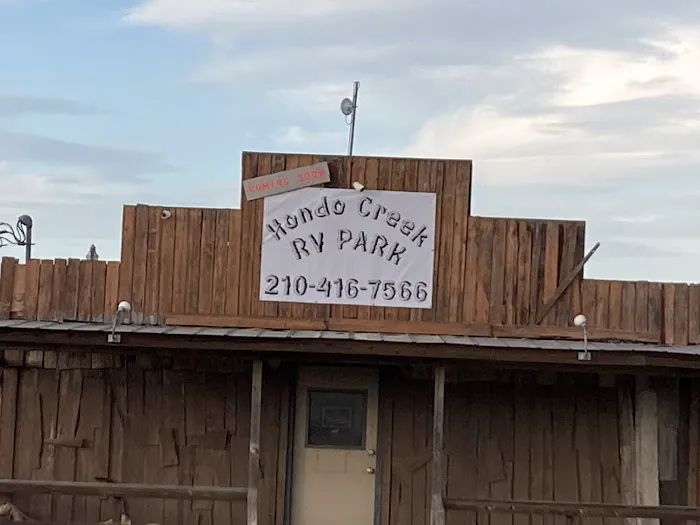 COMING SOON
Hondo Creek
RV PARK
210-416-7566